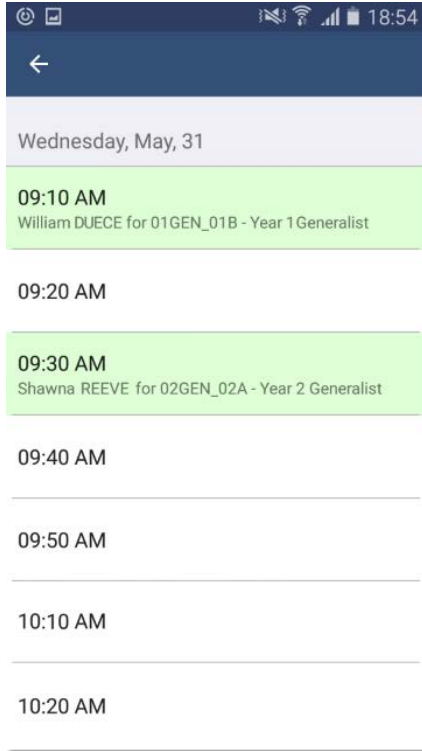 18:54
Wednesday, May, 31
09:10 AM
William DUECE for 01GEN_01B - Year 1Generalist
09:20 AM
09:30 AM
Shawna REEVE for 02GEN_02A - Year 2 Generalist
09:40 AM
09:50 AM
10:10 AM
10:20 AM